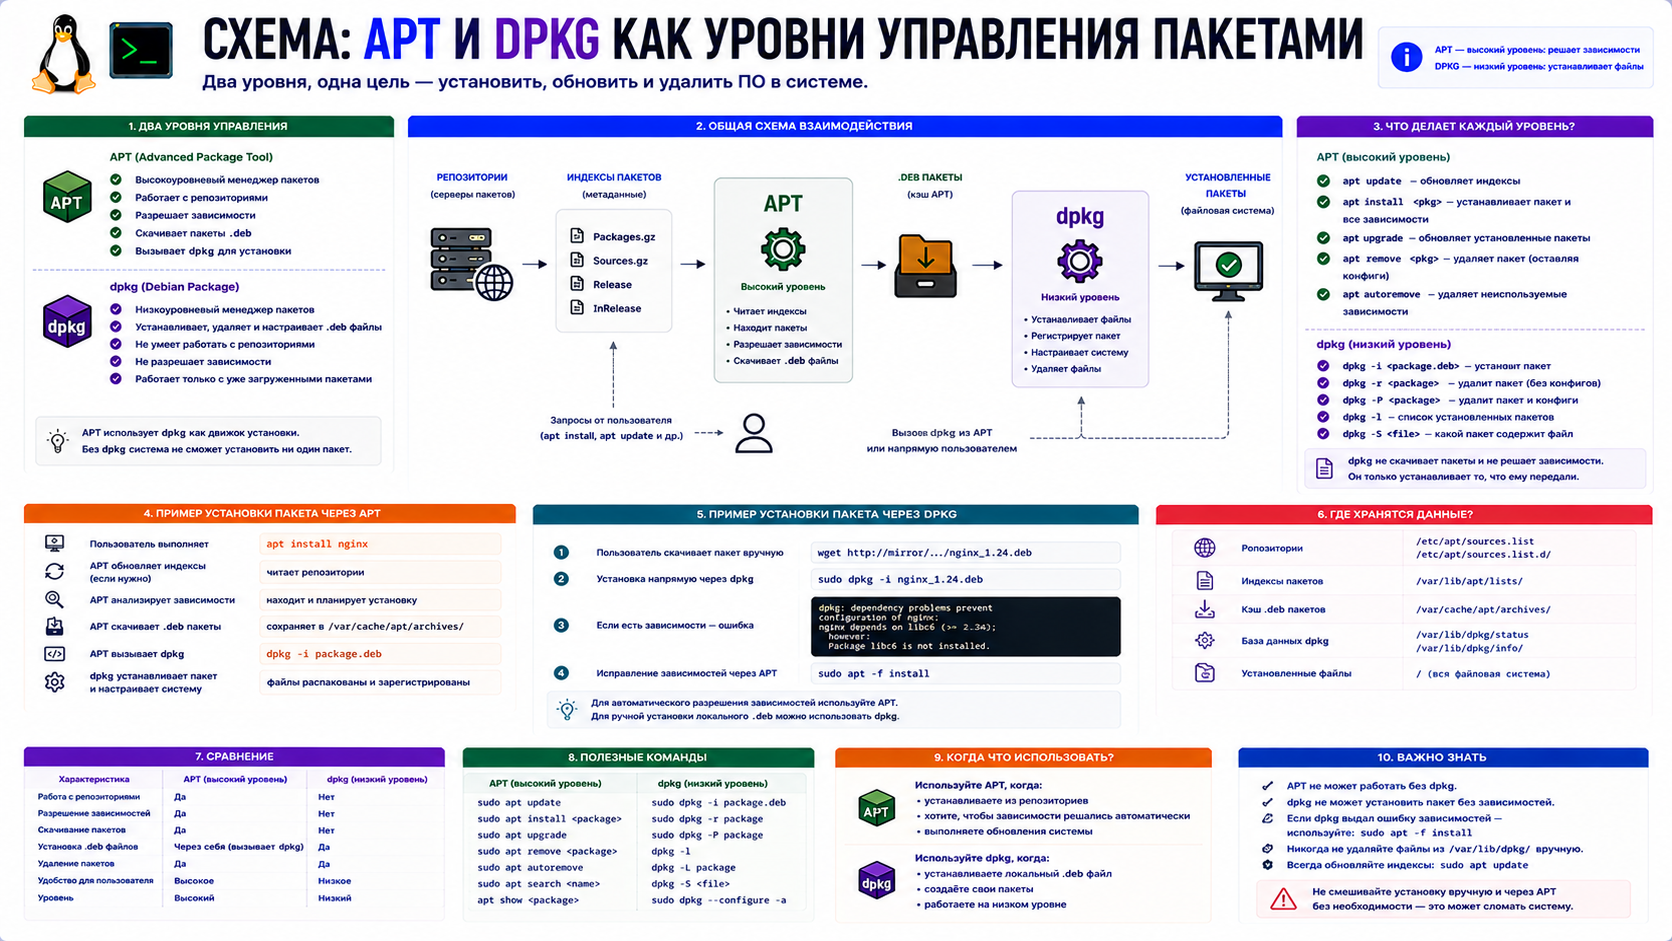 СХЕМА: APT И DPKG КАК УРОВНИ УПРАВЛЕНИЯ ПАКЕТАМИ
Два уровня, одна цель — установить, обновить и удалить ПО в системе.
APT — высокий уровень: решает зависимости
DPKG — низкий уровень: устанавливает файлы
1. ДВА УРОВНЯ УПРАВЛЕНИЯ
APT (Advanced Package Tool)
APT
Высокоуровневый менеджер пакетов
Работает с репозиториями
Разрешает зависимости
Скачивает пакеты .deb
Вызывает dpkg для установки
dpkg (Debian Package)
dpkg
Низкоуровневый менеджер пакетов
Устанавливает, удаляет и настраивает .deb файлы
Не умеет работать с репозиториями
Не разрешает зависимости
Работает только с уже загруженными пакетами
APT использует dpkg как движок установки.
Без dpkg система не сможет установить ни один пакет.
2. ОБЩАЯ СХЕМА ВЗАИМОДЕЙСТВИЯ
РЕПОЗИТОРИИ
(серверы пакетов)
ИНДЕКСЫ ПАКЕТОВ
(метаданные)
Packages.gz
Sources.gz
Release
InRelease
APT
Высокий уровень
• Читает индексы
• Находит пакеты
• Разрешает зависимости
• Скачивает .deb файлы
.DEB ПАКЕТЫ
(кэш APT)
dpkg
Низкий уровень
• Устанавливает файлы
• Регистрирует пакет
• Настраивает систему
• Удаляет файлы
УСТАНОВЛЕННЫЕ
ПАКЕТЫ
(файловая система)
Запросы от пользователя
(apt install, apt update и др.)
Вызоев dpkg из APT
или напрямую пользователем
3. ЧТО ДЕЛАЕТ КАЖДЫЙ УРОВЕНЬ?
APT (высокий уровень)
apt update — обновляет индексы
apt install <pkg> — устанавливает пакет и
все зависимости
apt upgrade — обновляет установленные пакеты
apt remove <pkg> — удаляет пакет (оставляя
конфиги)
apt autoremove — удаляет неиспользуемые
зависимости
dpkg (низкий уровень)
dpkg -i <package.deb> — установит пакет
dpkg -r <package> — удалит пакет (без конфигов)
dpkg -P <package> — удалит пакет и конфиги
dpkg -l — список установленных пакетов
dpkg -S <file> — какой пакет содержит файл
dpkg не скачивает пакеты и не решает зависимости.
Он только устанавливает то, что ему передали.
4. ПРИМЕР УСТАНОВКИ ПАКЕТА ЧЕРЕЗ APT
Пользователь выполняет
apt install nginx
APT обновляет индексы
(если нужно)
читает репозитории
APT анализирует зависимости
находит и планирует установку
APT скачивает .deb пакеты
сохраняет в /var/cache/apt/archives/
APT вызывает dpkg
dpkg -i package.deb
dpkg устанавливает пакет
и настраивает систему
файлы распакованы и зарегистрированы
5. ПРИМЕР УСТАНОВКИ ПАКЕТА ЧЕРЕЗ DPKG
1 Пользователь скачивает пакет вручную
wget http://mirror/.../nginx_1.24.deb
2 Установка напрямую через dpkg
sudo dpkg -i nginx_1.24.deb
3 Если есть зависимости — ошибка
dpkg: dependency problems prevent
configuration of nginx:
nginx depends on libc6 (>= 2.34);
however:
Package libc6 is not installed.
4 Исправление зависимостей через APT
sudo apt -f install
Для автоматического разрешения зависимостей используйте APT.
Для ручной установки локального .deb можно использовать dpkg.
6. ГДЕ ХРАНЯТСЯ ДАННЫЕ?
Ропозитории
/etc/apt/sources.list
/etc/apt/sources.list.d/
Индексы пакетов
/var/lib/apt/lists/
Кэш .deb пакетов
/var/cache/apt/archives/
База данных dpkg
/var/lib/dpkg/status
/var/lib/dpkg/info/
Установленные файлы
/ (вся файловая система)
7. СРАВНЕНИЕ
Характеристика APT (высокий уровень) dpkg (низкий уровень)
Работа с репозиториями Да Нет
Разрешение зависимостей Да Нет
Скачивание пакетов Да Нет
Установка .deb файлов Через себя (вызывает dpkg) Да
Удаление пакетов Да Да
Удобство для пользователя Высокое Низкое
Уровень Высокий Низкий
8. ПОЛЕЗНЫЕ КОМАНДЫ
APT (высокий уровень) dpkg (низкий уровень)
sudo apt update sudo dpkg -i package.deb
sudo apt install <package> sudo dpkg -r package
sudo apt upgrade sudo dpkg -P package
sudo apt remove <package> dpkg -l
sudo apt autoremove dpkg -L package
sudo apt search <name> dpkg -S <file>
apt show <package> sudo dpkg --configure -a
9. КОГДА ЧТО ИСПОЛЬЗОВАТЬ?
APT
Используйте APT, когда:
• устанавливаете из репозиториев
• хотите, чтобы зависимости решались автоматически
• выполняете обновления системы
dpkg
Используйте dpkg, когда:
• устанавливаете локальный .deb файл
• создаёте свои пакеты
• работаете на низком уровне
10. ВАЖНО ЗНАТЬ
APT не может работать без dpkg.
dpkg не может установить пакет без зависимостей.
Если dpkg выдал ошибку зависимостей —
используйте: sudo apt -f install
Никогда не удаляйте файлы из /var/lib/dpkg/ вручную.
Всегда обновляйте индексы: sudo apt update
Не смешивайте установку вручную и через APT
без необходимости — это может сломать систему.